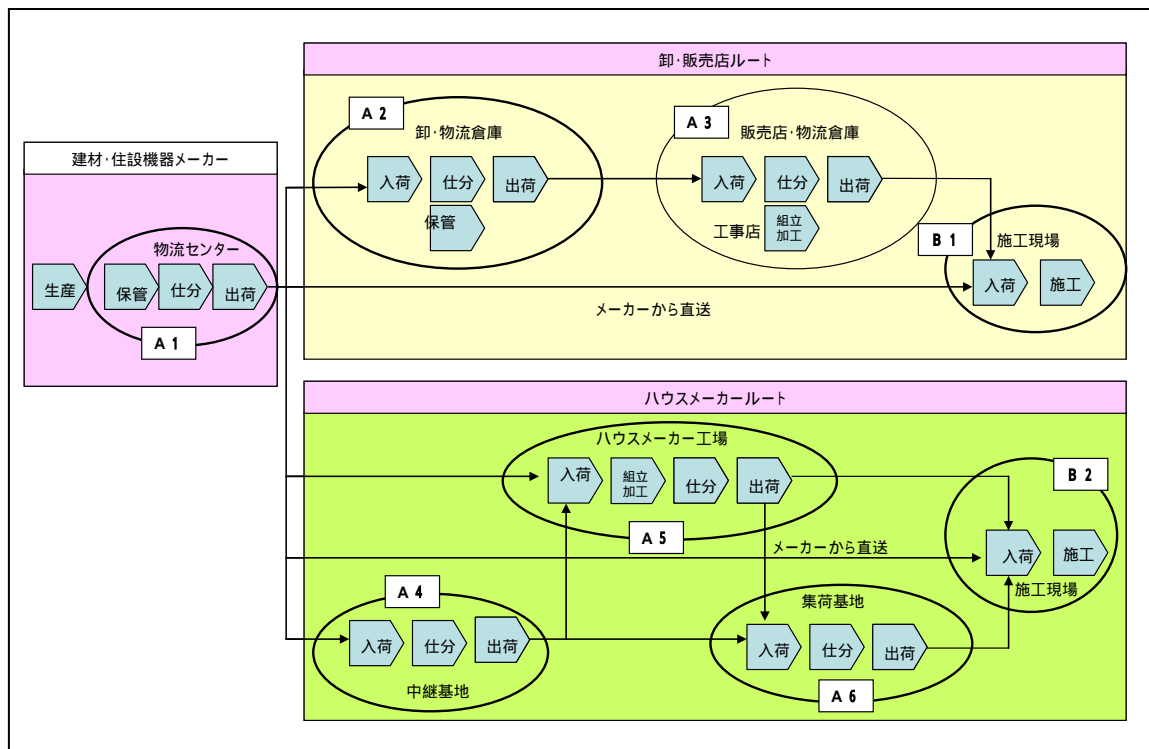 卸・販売店ルート
A 2
卸・物流倉庫
入荷
仕分
出荷
保管
A 3
販売店・物流倉庫
入荷
仕分
出荷
工事店
組立
加工
建材・住設機器メーカー
物流センター
生産
保管
仕分
出荷
A 1
B 1
施工現場
入荷
施工
メーカーから直送
ハウスメーカールート
ハウスメーカー工場
入荷
組立
加工
仕分
出荷
A 5
メーカーから直送
B 2
入荷
施工
施工現場
A 4
入荷
仕分
出荷
中継基地
集荷基地
入荷
仕分
出荷
A 6